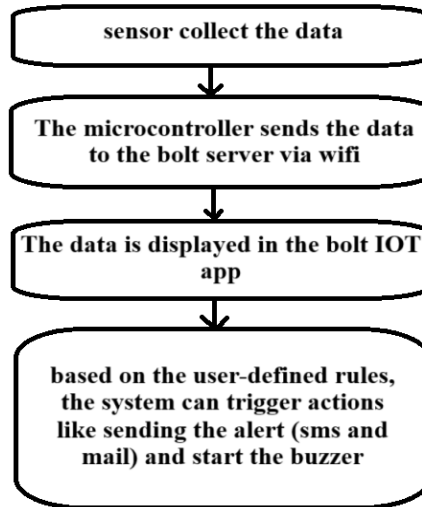 sensor collect the data
The microcontroller sends the data
to the bolt server via wifi
The data is displayed in the bolt IOT
app
based on the user-defined rules,
the system can trigger actions
like sending the alert (sms and
mail) and start the buzzer